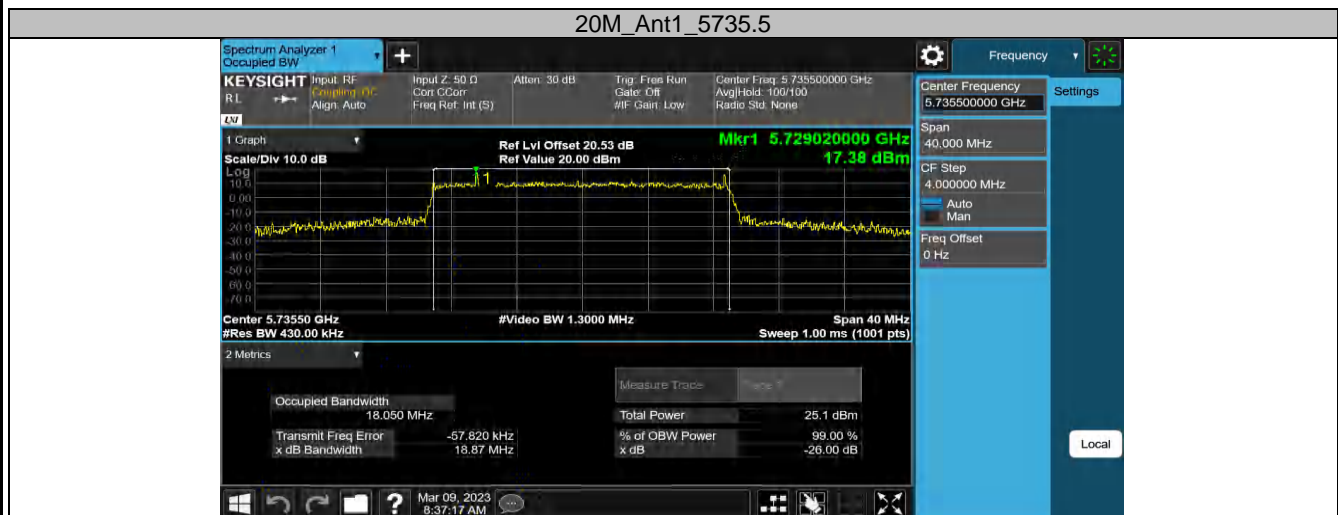 20M_Ant1_5735.5
Spectrum Analyzer 1
Occupied BW
+
Frequency
KEYSIGHT
RL
LXI
Input: RF
Coupling: DC
Align: Auto
Input Z: 50 Ω
Corr CCorr
Freq Ref: Int (S)
Atten: 30 dB
Trig: Free Run
Gate: Off
#IF Gain: Low
Center Freq: 5.735500000 GHz
Avg|Hold: 100/100
Radio Std: None
Center Frequency
5.735500000 GHz
Settings
Span
40.000 MHz
CF Step
4.000000 MHz
Auto
Man
Freq Offset
0 Hz
Local
1 Graph
Scale/Div 10.0 dB
Ref Lvl Offset 20.53 dB
Ref Value 20.00 dBm
Mkr1 5.729020000 GHz
17.38 dBm
Log
10.0
0.00
-10.0
-20.0
-30.0
-40.0
-50.0
-60.0
-70.0
1
Center 5.73550 GHz
#Res BW 430.00 kHz
#Video BW 1.3000 MHz
Span 40 MHz
Sweep 1.00 ms (1001 pts)
2 Metrics
Measure Trace
Trace 1
Occupied Bandwidth
18.050 MHz
Total Power 25.1 dBm
Transmit Freq Error -57.820 kHz
% of OBW Power 99.00 %
x dB Bandwidth 18.87 MHz
x dB -26.00 dB
?
Mar 09, 2023
8:37:17 AM